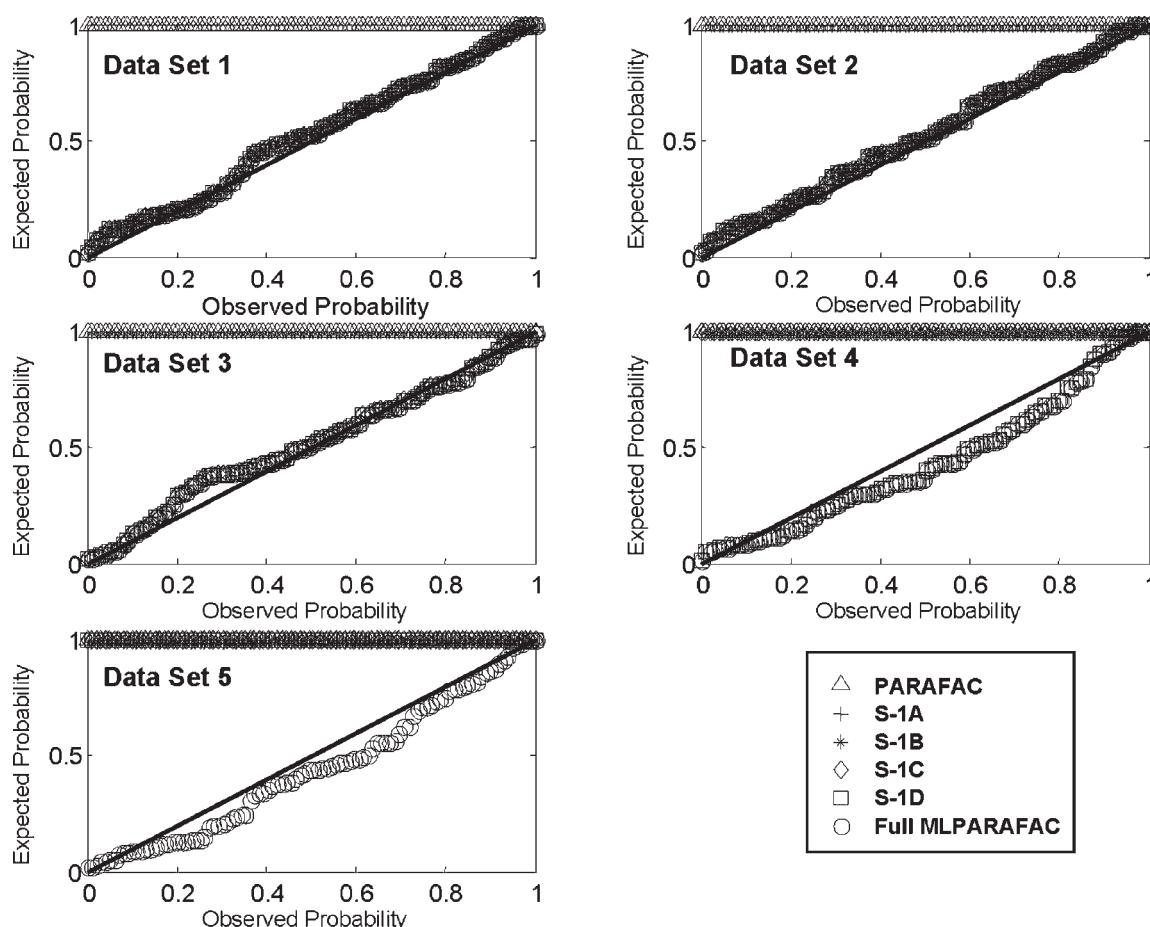 Data Set 1
Expected Probability
1
0.5
0
0 0.2 0.4 0.6 0.8 1
Observed Probability
Data Set 2
Expected Probability
1
0.5
0
0 0.2 0.4 0.6 0.8 1
Observed Probability
Data Set 3
Expected Probability
1
0.5
0
0 0.2 0.4 0.6 0.8 1
Observed Probability
Data Set 4
Expected Probability
1
0.5
0
0 0.2 0.4 0.6 0.8 1
Observed Probability
Data Set 5
Expected Probability
1
0.5
0
0 0.2 0.4 0.6 0.8 1
Observed Probability
PARAFAC
S-1A
S-1B
S-1C
S-1D
Full MLPARAFAC